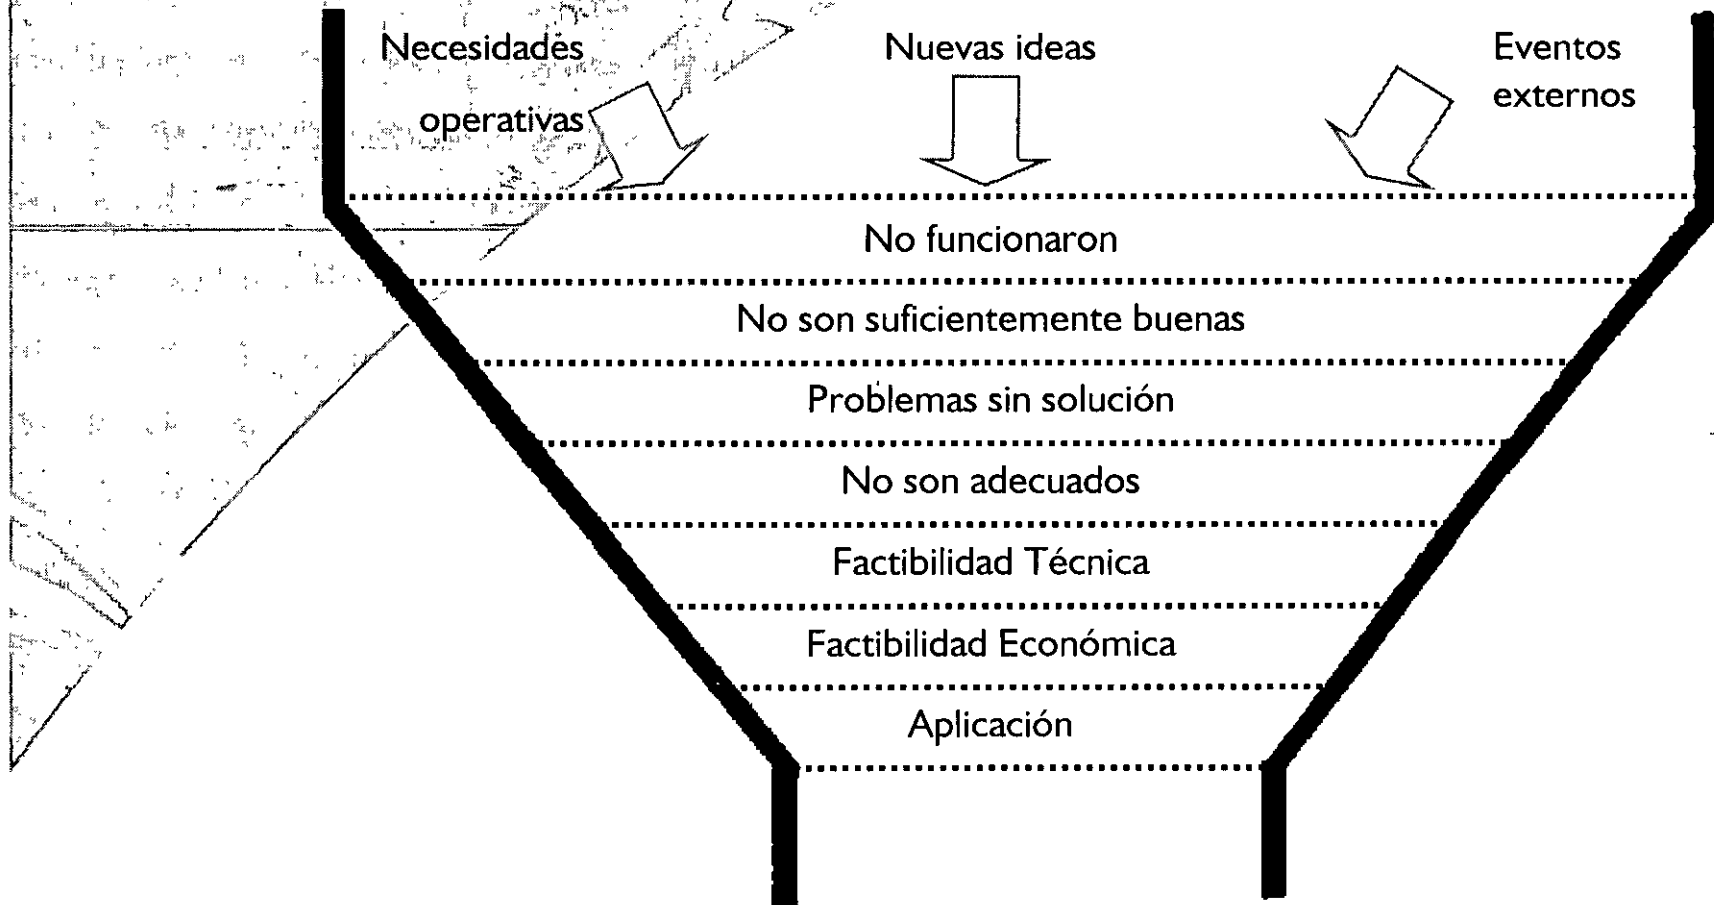 Necesidades
operativas
Nuevas ideas
Eventos
externos
No funcionaron
No son suficientemente buenas
Problemas sin solución
No son adecuados
Factibilidad Técnica
Factibilidad Económica
Aplicación